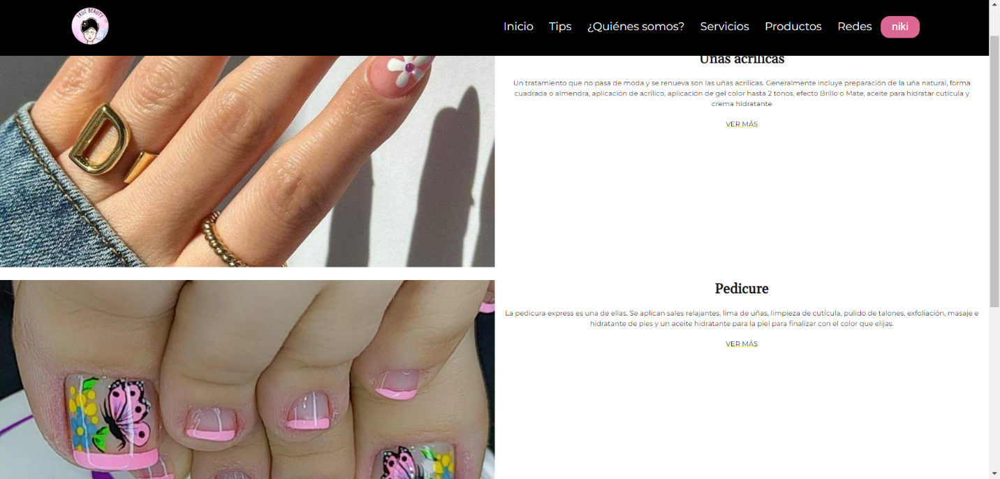 TRUE BEAUTY
Inicio Tips ¿Quiénes somos? Servicios Productos Redes niki
Uñas acrílicas
Un tratamiento que no pasa de moda y se renueva son las uñas acrílicas. Generalmente incluye preparación de la uña natural, forma
cuadrada o almendra, aplicación de acrílico, aplicación de gel color hasta 2 tonos, efecto Brillo o Mate, aceite para hidratar cutícula y
crema hidratante
VER MÁS
Pedicure
La pedicura express es una de ellas. Se aplican sales relajantes, lima de uñas, limpieza de cutícula, pulido de talones, exfoliación, masaje e
hidratante de pies y un aceite hidratante para la piel para finalizar con el color que elijas.
VER MÁS